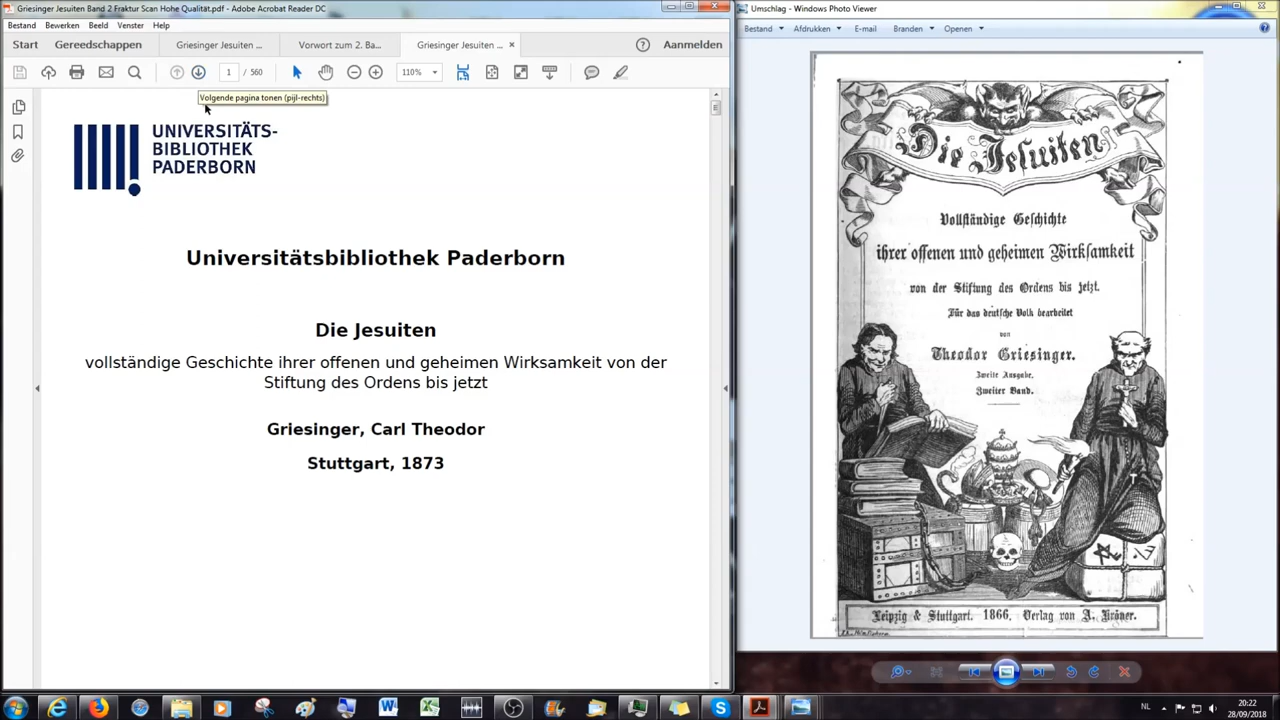 Griesinger Jesuiten Band 2 Fraktur Scan Hohe Qualität.pdf - Adobe Acrobat Reader DC
Bestand Bewerken Beeld Venster Help
Start Gereedschappen Griesinger Jesuiten ... Vorwort zum 2. Ba... Griesinger Jesuiten ... × Anmelden
1 / 560 110%
Volgende pagina tonen (pijl-rechts)
UNIVERSITÄTS-
BIBLIOTHEK
PADERBORN
Universitätsbibliothek Paderborn
Die Jesuiten
vollständige Geschichte ihrer offenen und geheimen Wirksamkeit von der
Stiftung des Ordens bis jetzt
Griesinger, Carl Theodor
Stuttgart, 1873
Umschlag - Windows Photo Viewer
Bestand Afdrukken E-mail Branden Openen
Die Jesuiten
Vollständige Geschichte
ihrer offenen und geheimen Wirksamkeit
von der Stiftung des Ordens bis jetzt.
Für das deutsche Volk bearbeitet
von
Theodor Griesinger.
Zweite Ausgabe.
Zweiter Band.
Leipzig & Stuttgart. 1866. Verlag von A. Kröner.
NL
20:22
28/09/2018